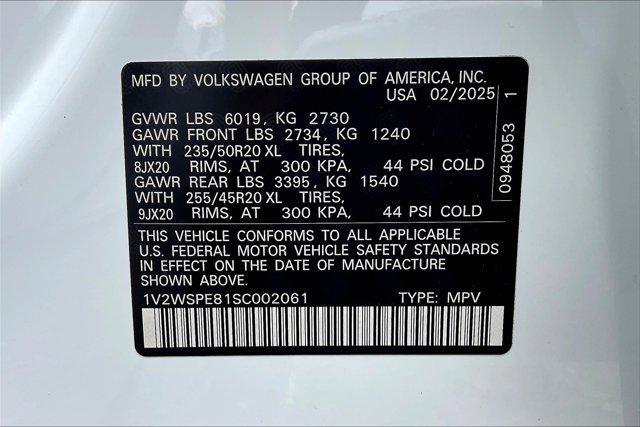 MFD BY VOLKSWAGEN GROUP OF AMERICA, INC.
USA 02/2025
GVWR LBS 6019, KG 2730
GAWR FRONT LBS 2734, KG 1240
WITH 235/50R20 XL TIRES,
8JX20 RIMS, AT 300 KPA, 44 PSI COLD
GAWR REAR LBS 3395, KG 1540
WITH 255/45R20 XL TIRES,
9JX20 RIMS, AT 300 KPA, 44 PSI COLD
THIS VEHICLE CONFORMS TO ALL APPLICABLE
U.S. FEDERAL MOTOR VEHICLE SAFETY STANDARDS
IN EFFECT ON THE DATE OF MANUFACTURE
SHOWN ABOVE.
1V2WSPE81SC002061 TYPE: MPV
0948053 1